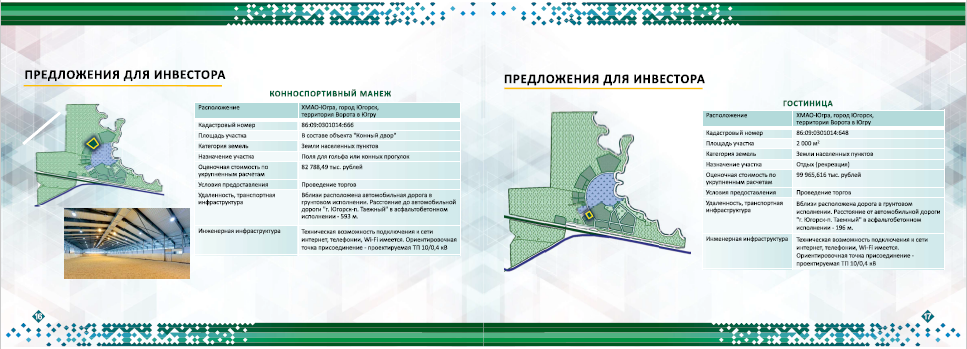 ПРЕДЛОЖЕНИЯ ДЛЯ ИНВЕСТОРА
КОННОСПОРТИВНЫЙ МАНЕЖ
Расположение ХМАО-Югра, город Югорск,
территория Ворота в Югру
Кадастровый номер 86:09:0301014:666
Площадь участка В составе объекта "Конный двор"
Категория земель Земли населенных пунктов
Назначение участка Поля для гольфа или конных прогулок
Оценочная стоимость по 82 788,49 тыс. рублей
укрупненным расчетам
Условия предоставления Проведение торгов
Удаленность, транспортная Вблизи расположена автомобильная дорога в
инфраструктура грунтовом исполнении. Расстояние до автомобильной
дороги "г. Югорск-п. Таежный" в асфальтобетонном
исполнении - 593 м.
Инженерная инфраструктура Техническая возможность подключения к сети
интернет, телефонии, Wi-Fi имеется. Ориентировочная
точка присоединение - проектируемая ТП 10/0,4 кВ
16
ПРЕДЛОЖЕНИЯ ДЛЯ ИНВЕСТОРА
ГОСТИНИЦА
Расположение ХМАО-Югра, город Югорск,
территория Ворота в Югру
Кадастровый номер 86:09:0301014:648
Площадь участка 2 000 м²
Категория земель Земли населенных пунктов
Назначение участка Отдых (рекреация)
Оценочная стоимость по 99 965,616 тыс. рублей
укрупненным расчетам
Условия предоставления Проведение торгов
Удаленность, транспортная Вблизи расположена дорога в грунтовом
инфраструктура исполнении. Расстояние от автомобильной дороги
"г. Югорск-п. Таенный" в асфальтобетонном
исполнении - 196 м.
Инженерная инфраструктура Техническая возможность подключения к сети
интернет, телефонии, Wi-Fi имеется.
Ориентировочная точка присоединение -
проектируемая ТП 10/0,4 кВ
17